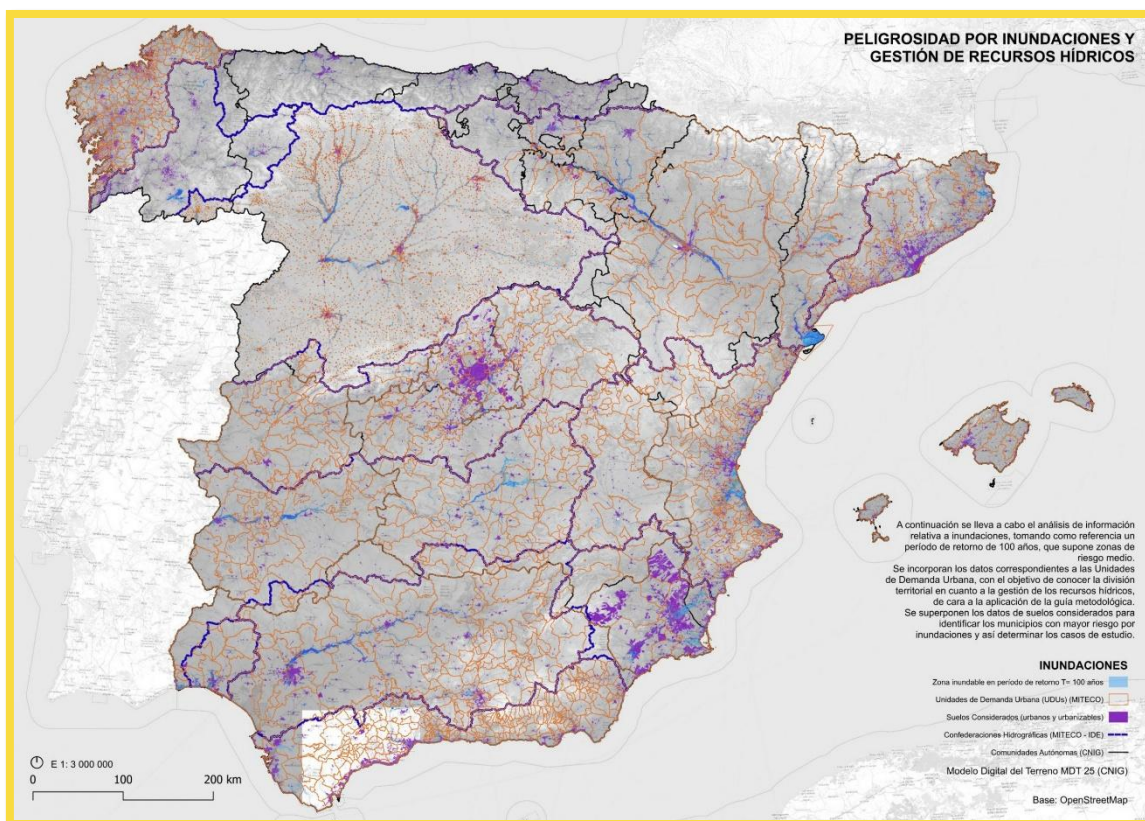 PELIGROSIDAD POR INUNDACIONES Y
GESTIÓN DE RECURSOS HÍDRICOS
A continuación se lleva a cabo el análisis de información
relativa a inundaciones, tomando como referencia un
período de retorno de 100 años, que supone zonas de
riesgo medio.
Se incorporan los datos correspondientes a las Unidades
de Demanda Urbana, con el objetivo de conocer la división
territorial en cuanto a la gestión de los recursos hídricos,
de cara a la aplicación de la guía metodológica.
Se superponen los datos de suelos considerados para
identificar los municipios con mayor riesgo por
inundaciones y así determinar los casos de estudio.
INUNDACIONES
Zona inundable en período de retorno T= 100 años
Unidades de Demanda Urbana (UDUs) (MITECO)
Suelos Considerados (urbanos y urbanizables)
Confederaciones Hidrográficas (MITECO - IDE)
Comunidades Autónomas (CNIG)
Modelo Digital del Terreno MDT 25 (CNIG)
Base: OpenStreetMap
E 1: 3 000 000
0 100 200 km